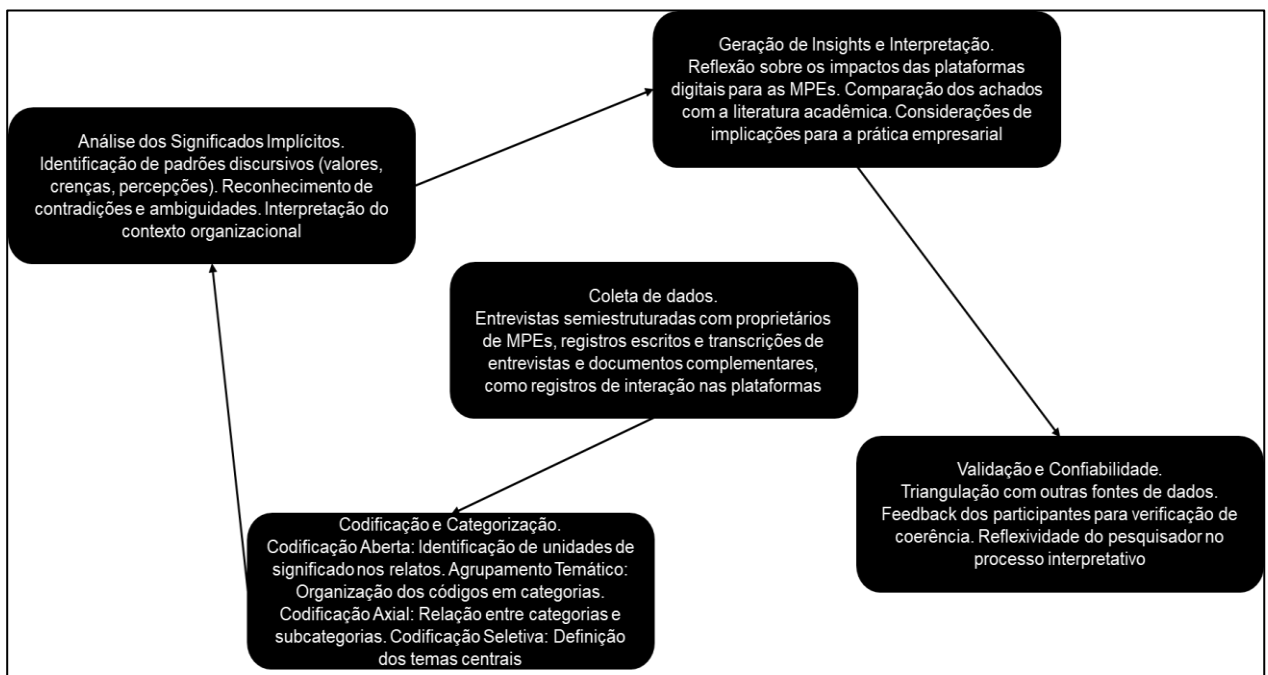 Geração de Insights e Interpretação.
Reflexão sobre os impactos das plataformas
digitais para as MPEs. Comparação dos achados
com a literatura acadêmica. Considerações de
implicações para a prática empresarial
Análise dos Significados Implícitos.
Identificação de padrões discursivos (valores,
crenças, percepções). Reconhecimento de
contradições e ambiguidades. Interpretação do
contexto organizacional
Coleta de dados.
Entrevistas semiestruturadas com proprietários
de MPEs, registros escritos e transcrições de
entrevistas e documentos complementares,
como registros de interação nas plataformas
Validação e Confiabilidade.
Triangulação com outras fontes de dados.
Feedback dos participantes para verificação de
coerência. Reflexividade do pesquisador no
processo interpretativo
Codificação e Categorização.
Codificação Aberta: Identificação de unidades de
significado nos relatos. Agrupamento Temático:
Organização dos códigos em categorias.
Codificação Axial: Relação entre categorias e
subcategorias. Codificação Seletiva: Definição
dos temas centrais